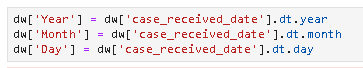 dw['Year'] = dw['case_received_date'].dt.year
dw['Month'] = dw['case_received_date'].dt.month
dw['Day'] = dw['case_received_date'].dt.day